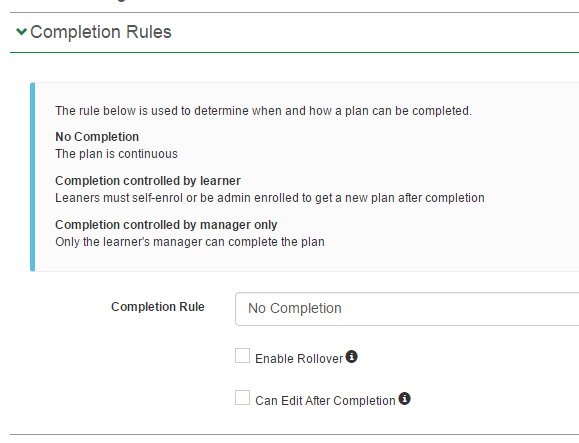 Completion Rules
The rule below is used to determine when and how a plan can be completed.
No Completion
The plan is continuous
Completion controlled by learner
Leaners must self-enrol or be admin enrolled to get a new plan after completion
Completion controlled by manager only
Only the learner's manager can complete the plan
Completion Rule
No Completion
Enable Rollover
Can Edit After Completion